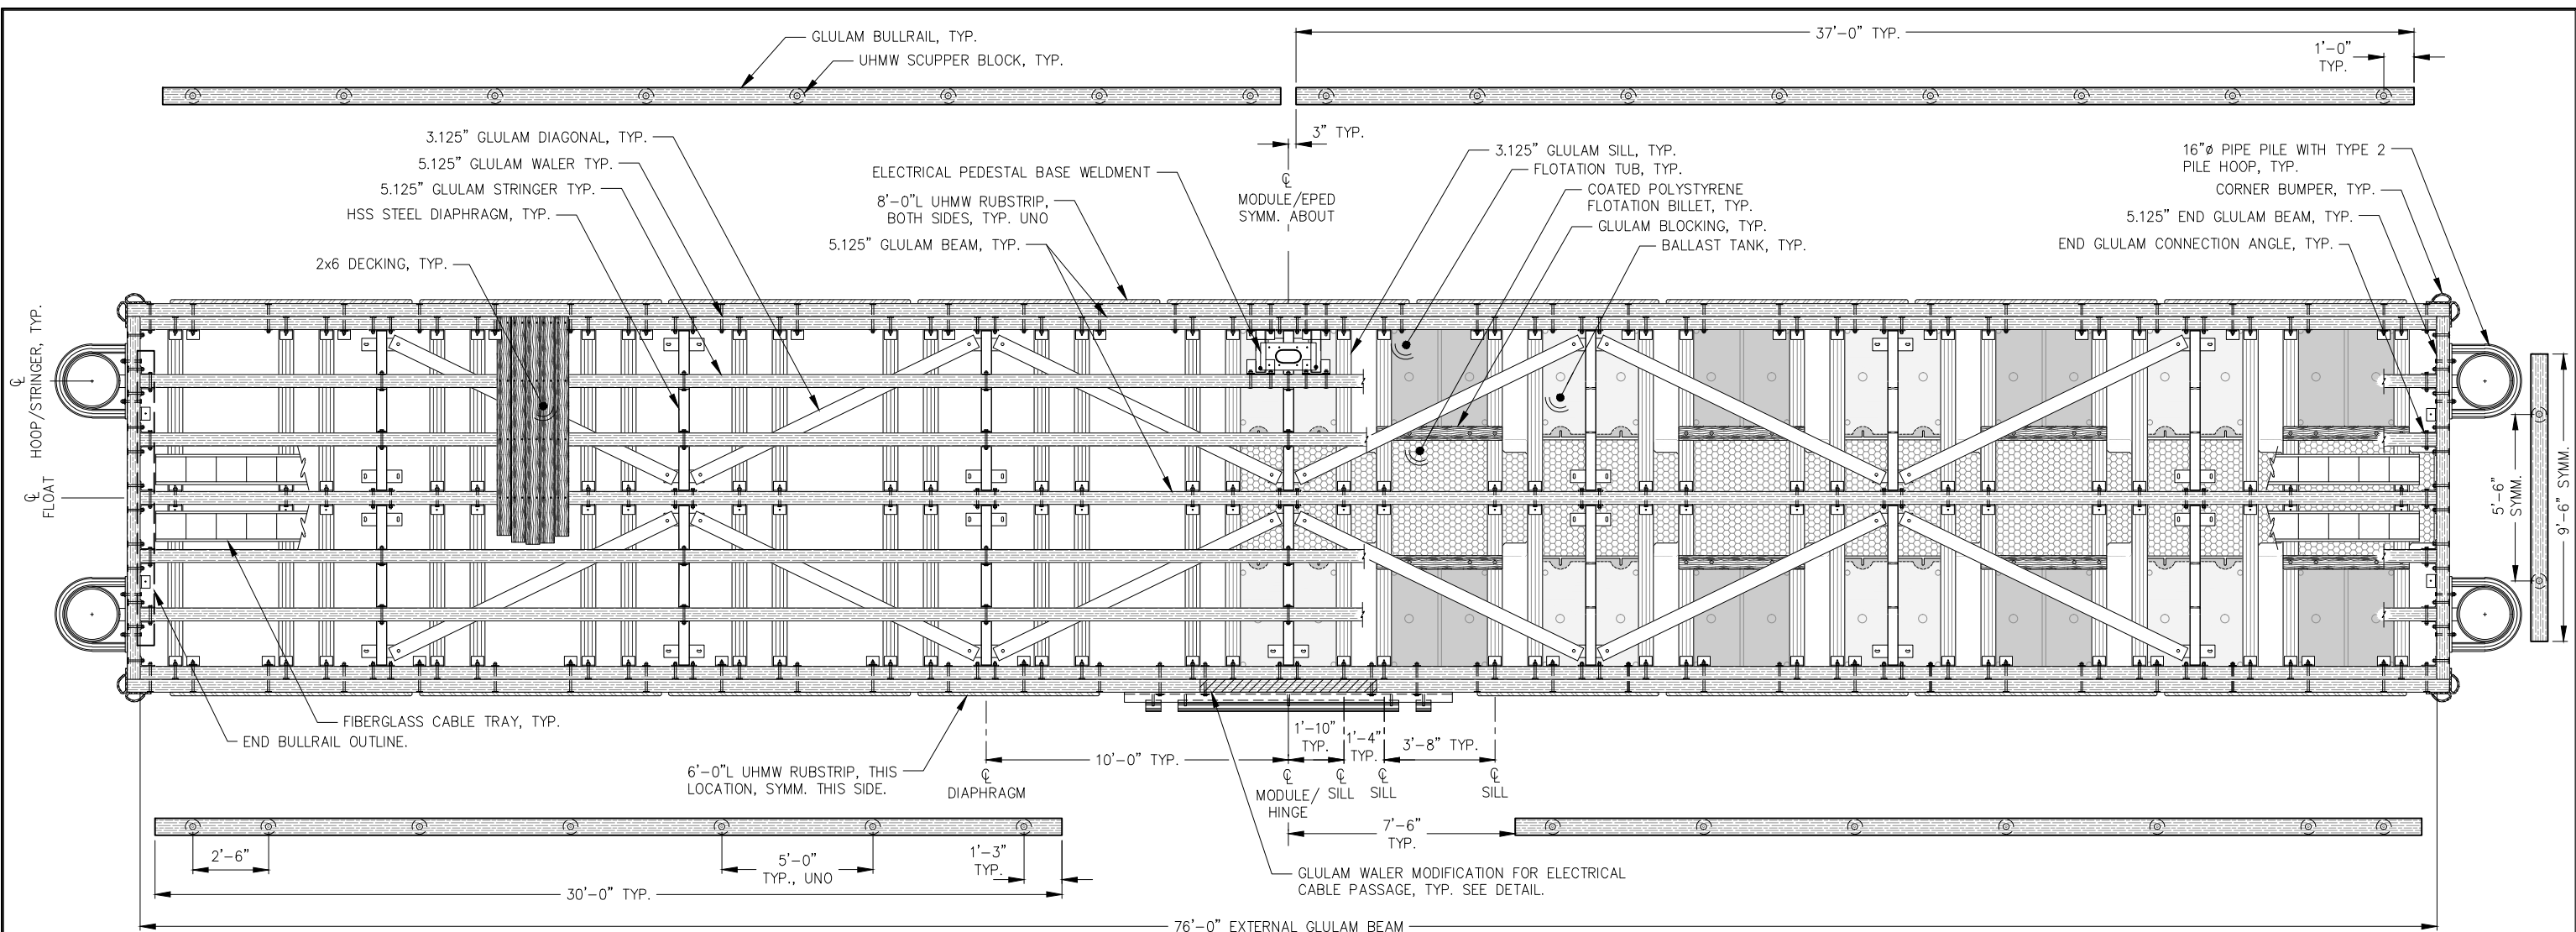 GLULAM BULLRAIL, TYP.
UHMW SCUPPER BLOCK, TYP.
37'-0" TYP.
1'-0"
TYP.
3" TYP.
3.125" GLULAM DIAGONAL, TYP.
5.125" GLULAM WALER TYP.
5.125" GLULAM STRINGER TYP.
HSS STEEL DIAPHRAGM, TYP.
2x6 DECKING, TYP.
ELECTRICAL PEDESTAL BASE WELDMENT
8'-0"L UHMW RUBSTRIP,
BOTH SIDES, TYP. UNO
5.125" GLULAM BEAM, TYP.
℄
MODULE/EPED
SYMM. ABOUT
3.125" GLULAM SILL, TYP.
FLOTATION TUB, TYP.
COATED POLYSTYRENE
FLOTATION BILLET, TYP.
GLULAM BLOCKING, TYP.
BALLAST TANK, TYP.
16"ø PIPE PILE WITH TYPE 2
PILE HOOP, TYP.
CORNER BUMPER, TYP.
5.125" END GLULAM BEAM, TYP.
END GLULAM CONNECTION ANGLE, TYP.
℄
HOOP/STRINGER, TYP.
℄
FLOAT
5'-6"
SYMM.
9'-6" SYMM.
FIBERGLASS CABLE TRAY, TYP.
END BULLRAIL OUTLINE.
6'-0"L UHMW RUBSTRIP, THIS
LOCATION, SYMM. THIS SIDE.
10'-0" TYP.
1'-10"
TYP.
1'-4"
TYP.
3'-8" TYP.
℄
DIAPHRAGM
℄
MODULE/
HINGE
℄
SILL
℄
SILL
℄
SILL
7'-6"
TYP.
2'-6"
5'-0"
TYP., UNO
1'-3"
TYP.
30'-0" TYP.
GLULAM WALER MODIFICATION FOR ELECTRICAL
CABLE PASSAGE, TYP. SEE DETAIL.
76'-0" EXTERNAL GLULAM BEAM